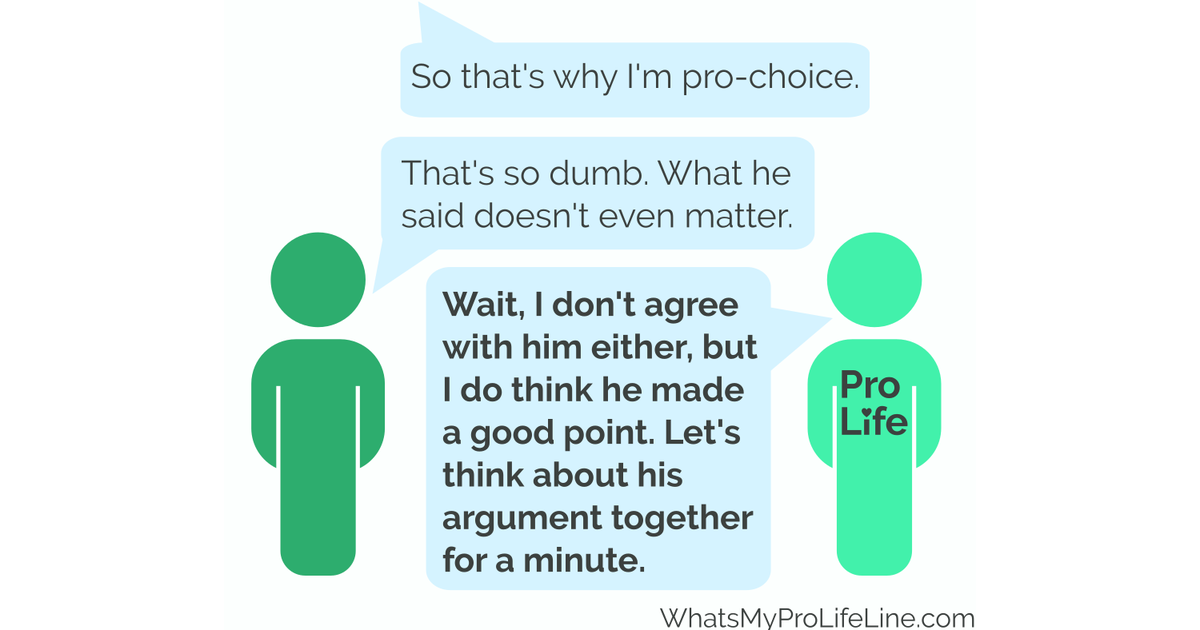 So that's why I'm pro-choice.
That's so dumb. What he
said doesn't even matter.
Wait, I don't agree
with him either, but
I do think he made
a good point. Let's
think about his
argument together
for a minute.
Pro
Life
WhatsMyProLifeLine.com